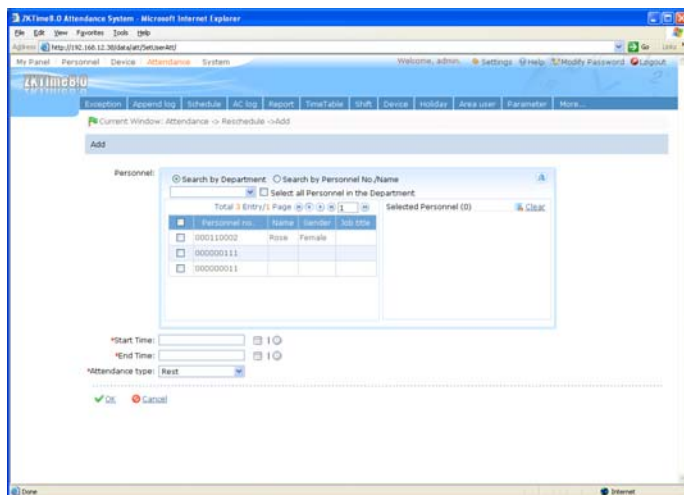 ZKTime8.0 Attendance System - Microsoft Internet Explorer
File Edit View Favorites Tools Help
Address http://192.168.12.38/data/att/SetUserAtt/ Go Links
My Panel Personnel Device Attendance System Welcome, admin. Settings Help Modify Password Logout
ZKTime8.0
Exception Append log Schedule AC log Report TimeTable Shift Device Holiday Area user Parameter More...
Current Window: Attendance -> Reschedule ->Add
Add
Personnel: Search by Department Search by Personnel No./Name
Select all Personnel in the Department
Total 3 Entry/1 Page 1 Selected Personnel (0) Clear
Personnel no. Name Gender Job title
000110002 Rose Female
000000111
000000011
*Start Time:
*End Time:
*Attendance type: Rest
OK Cancel
Done Internet